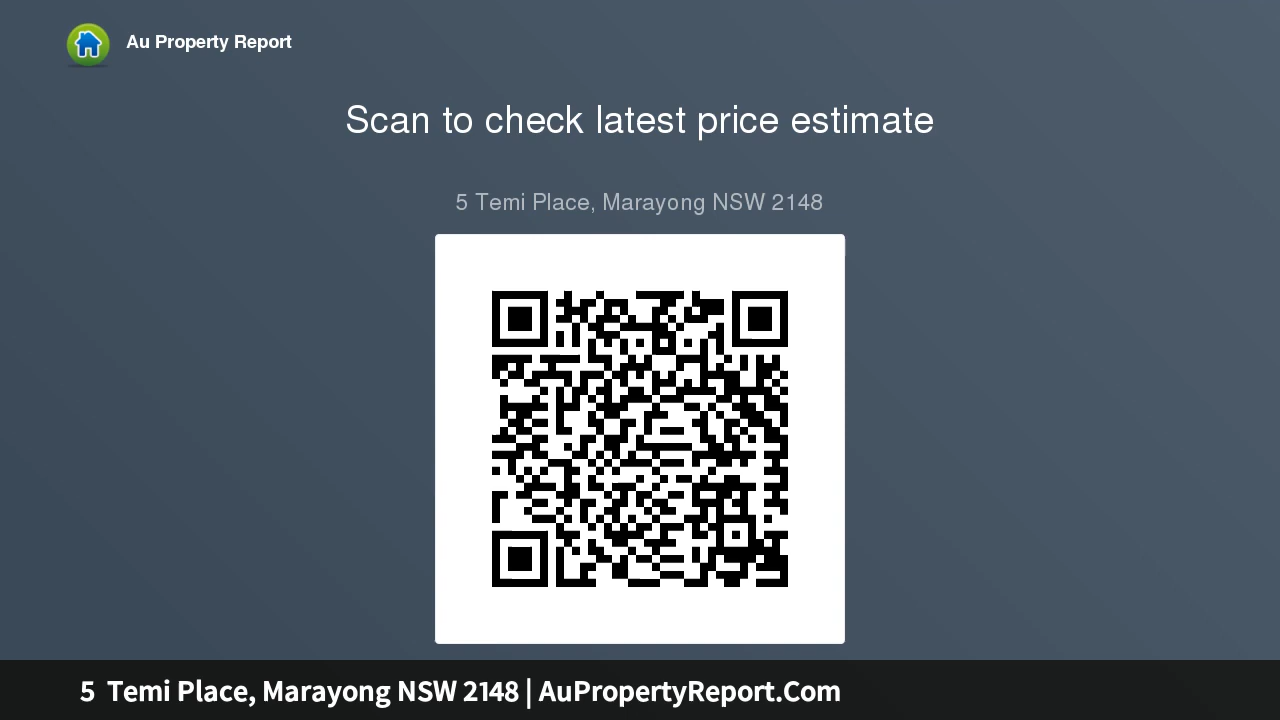 Au Property Report
Scan to check latest price estimate
5 Temi Place, Marayong NSW 2148
5 Temi Place, Marayong NSW 2148 | AuPropertyReport.Com